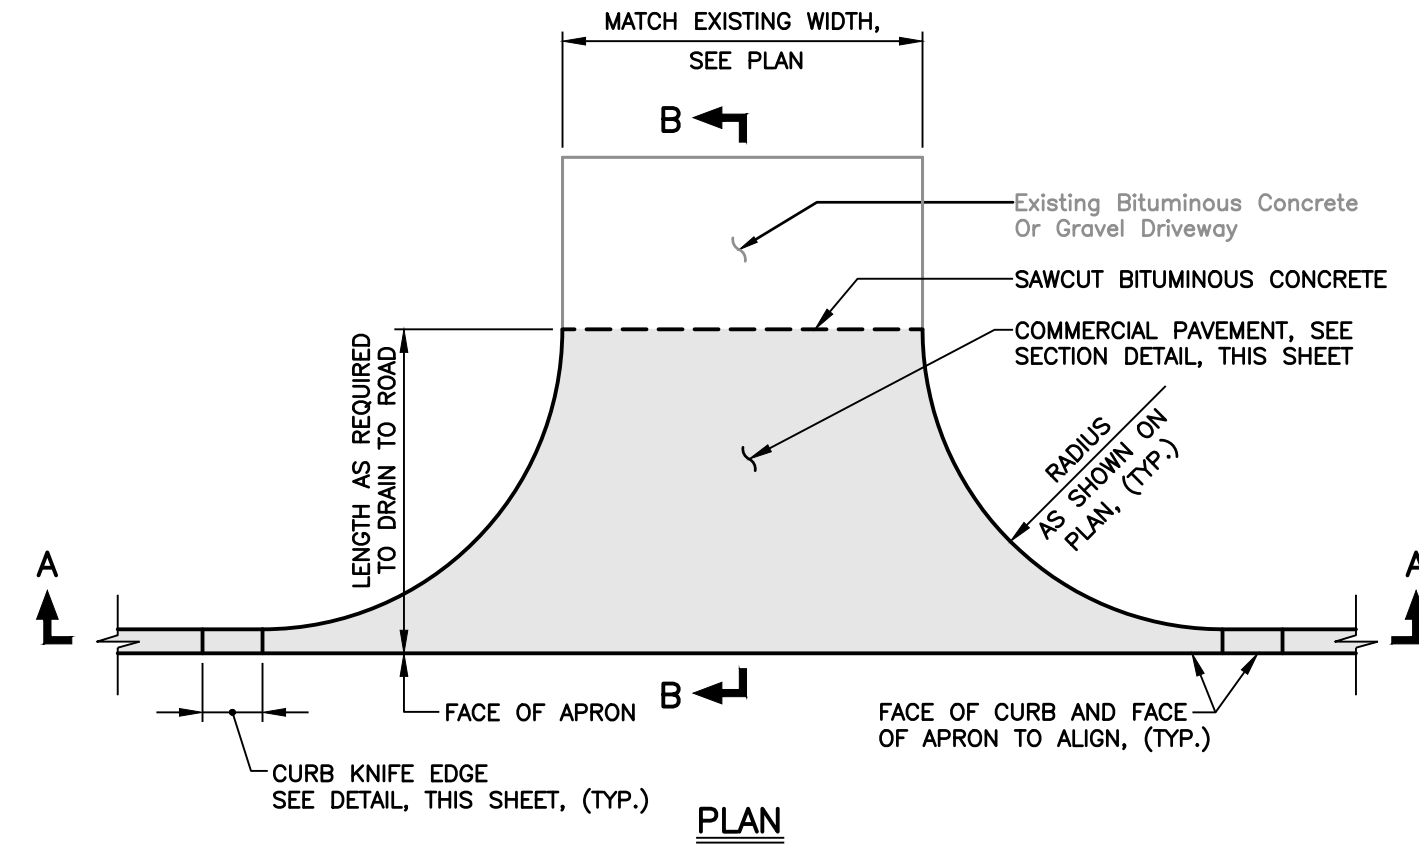 MATCH EXISTING WIDTH,
SEE PLAN
B
Existing Bituminous Concrete
Or Gravel Driveway
SAWCUT BITUMINOUS CONCRETE
COMMERCIAL PAVEMENT, SEE
SECTION DETAIL, THIS SHEET
LENGTH AS REQUIRED
TO DRAIN TO ROAD
RADIUS
AS SHOWN ON
PLAN, (TYP.)
A
A
B
FACE OF APRON
FACE OF CURB AND FACE
OF APRON TO ALIGN, (TYP.)
CURB KNIFE EDGE
SEE DETAIL, THIS SHEET, (TYP.)
PLAN